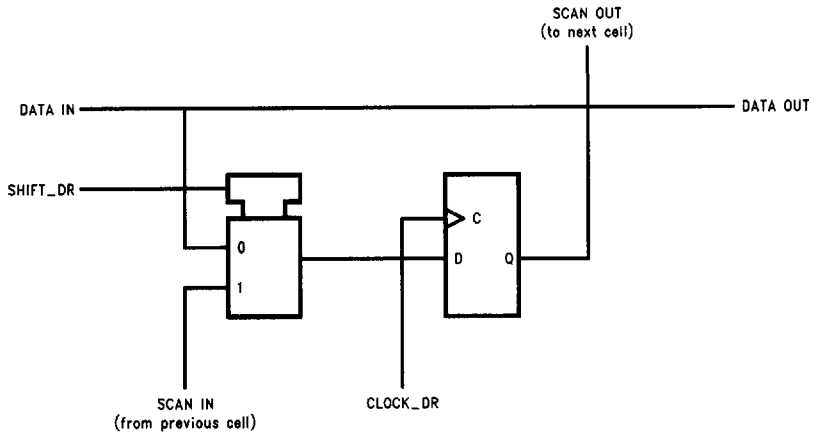 SCAN OUT
(to next cell)
DATA IN
DATA OUT
SHIFT_DR
C
0
D
Q
1
SCAN IN
(from previous cell)
CLOCK_DR